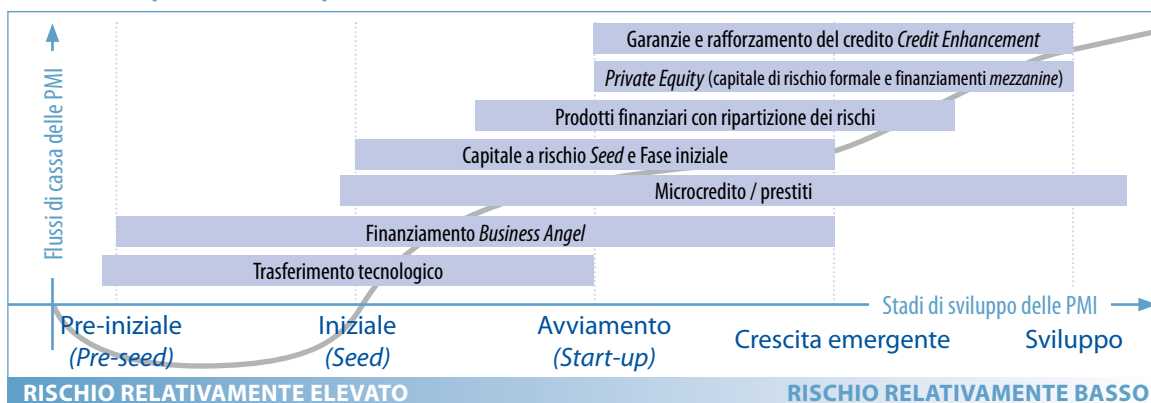 Flussi di cassa delle PMI
Garanzie e rafforzamento del credito Credit Enhancement
Private Equity (capitale di rischio formale e finanziamenti mezzanine)
Prodotti finanziari con ripartizione dei rischi
Capitale a rischio Seed e Fase iniziale
Microcredito / prestiti
Finanziamento Business Angel
Trasferimento tecnologico
Stadi di sviluppo delle PMI
Pre-iniziale
(Pre-seed)
Iniziale
(Seed)
Avviamento
(Start-up)
Crescita emergente
Sviluppo
RISCHIO RELATIVAMENTE ELEVATO
RISCHIO RELATIVAMENTE BASSO